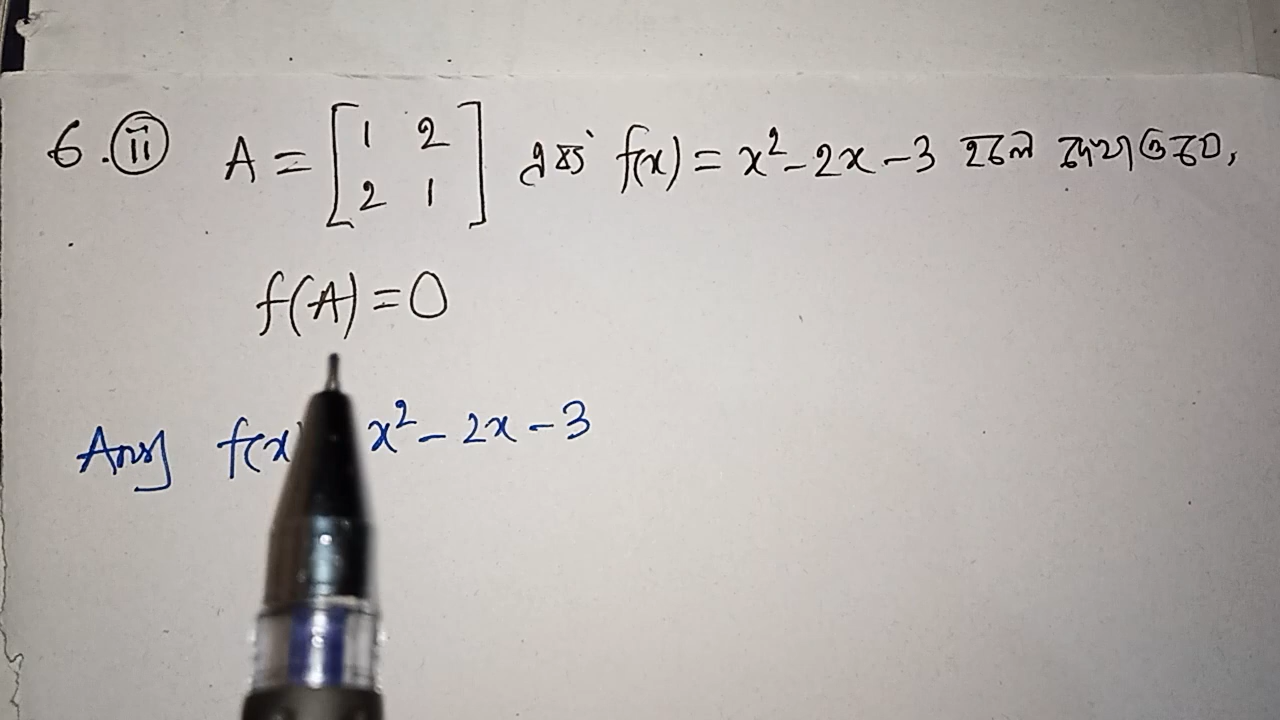 6. ii A = [1 2 2 1] এবং f(x) = x² - 2x - 3 হলে দেখাও যে,
f(A) = 0
Ans f(x) x² - 2x - 3